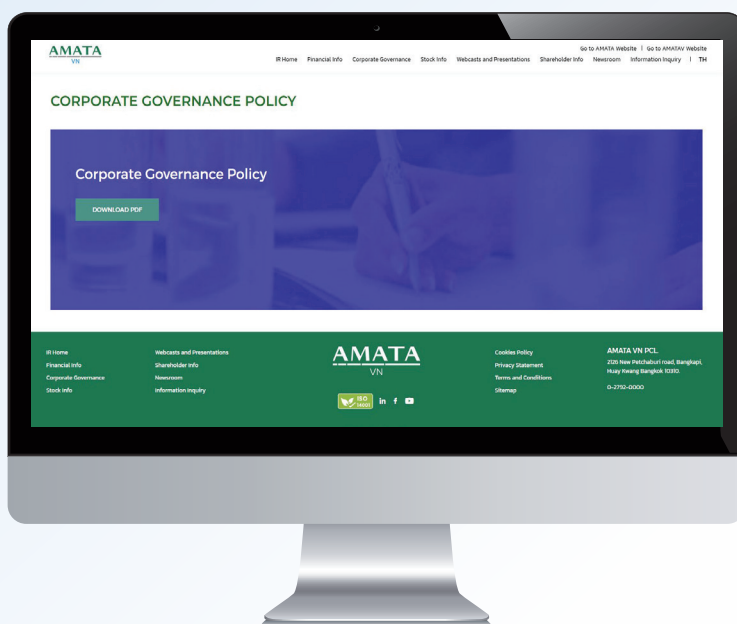 AMATA
VN
Go to AMATA Website | Go to AMATAV Website
IR Home Financial Info Corporate Governance Stock Info Webcasts and Presentations Shareholder Info Newsroom Information Inquiry | TH
CORPORATE GOVERNANCE POLICY
Corporate Governance Policy
DOWNLOAD PDF
IR Home
Financial Info
Corporate Governance
Stock Info
Webcasts and Presentations
Shareholder Info
Newsroom
Information Inquiry
AMATA
VN
ISO
14001
in f
Cookies Policy
Privacy Statement
Terms and Conditions
Sitemap
AMATA VN PCL.
2126 New Petchaburi road, Bangkapi,
Huay Kwang Bangkok 10310.
0-2792-0000